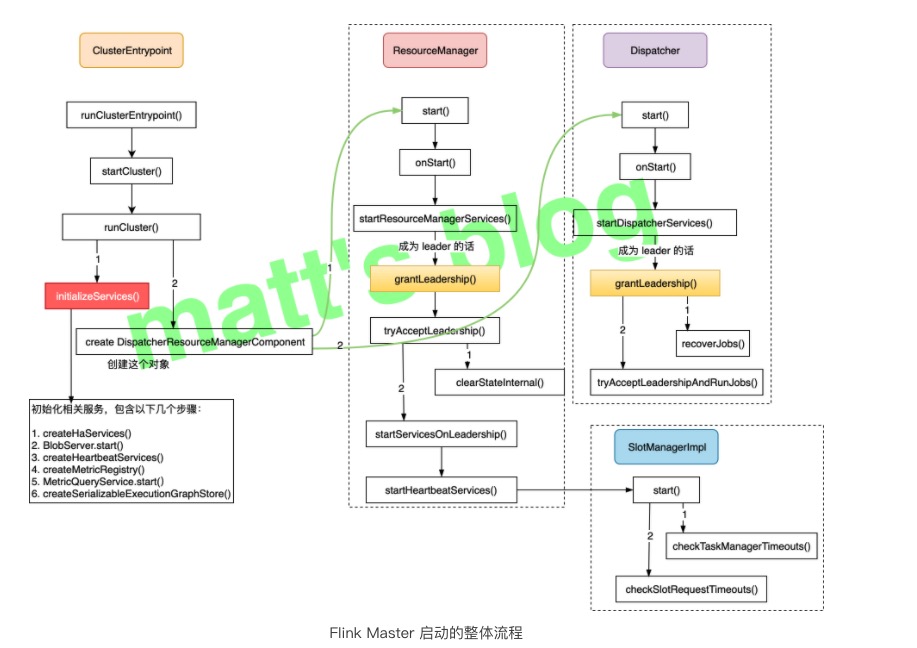 ClusterEntrypoint
runClusterEntrypoint()
startCluster()
runCluster()
1
2
initializeServices()
create DispatcherResourceManagerComponent
创建这个对象
初始化相关服务，包含以下几个步骤：
1. createHaServices()
2. BlobServer.start()
3. createHeartbeatServices()
4. createMetricRegistry()
5. MetricQueryService.start()
6. createSerializableExecutionGraphStore()
1
2
ResourceManager
start()
onStart()
startResourceManagerServices()
成为 leader 的话
grantLeadership()
tryAcceptLeadership()
1
clearStateInternal()
2
startServicesOnLeadership()
startHeartbeatServices()
Dispatcher
start()
onStart()
startDispatcherServices()
成为 leader 的话
grantLeadership()
1
recoverJobs()
2
tryAcceptLeadershipAndRunJobs()
SlotManagerImpl
start()
1
checkTaskManagerTimeouts()
2
checkSlotRequestTimeouts()
matt's blog
Flink Master 启动的整体流程